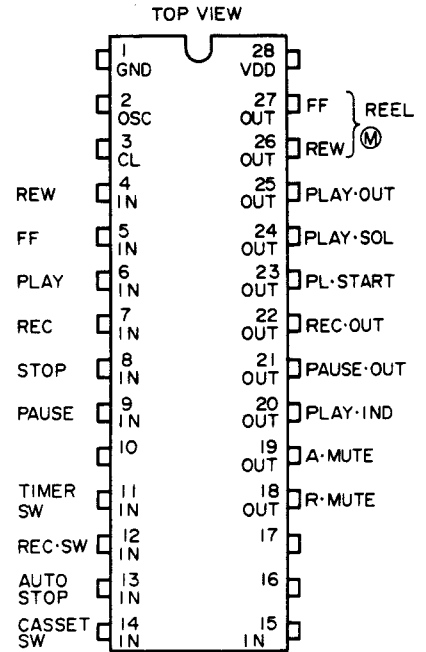 TOP VIEW
1 GND
28 VDD
2 OSC
27 OUT FF
REEL
3 CL
26 OUT REW
M
REW 4 IN
25 OUT PLAY·OUT
FF 5 IN
24 OUT PLAY·SOL
PLAY 6 IN
23 OUT PL·START
REC 7 IN
22 OUT REC·OUT
STOP 8 IN
21 OUT PAUSE·OUT
PAUSE 9 IN
20 OUT PLAY·IND
10
19 OUT A·MUTE
TIMER SW 11 IN
18 OUT R·MUTE
REC·SW 12 IN
17
AUTO STOP 13 IN
16
CASSET SW 14 IN
15 IN